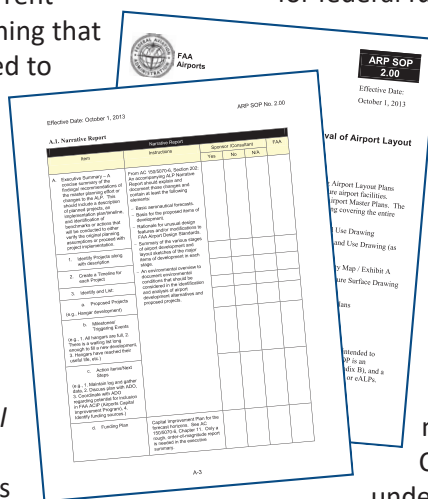 rent
ning that
ed to
for federal fu
FAA
Airports
ARP SOP
2.00
Effective Date:
October 1, 2013
val of Airport Layout
Airport Layout Plans
ure airport facilities.
irport Master Plans. The
ng covering the entire
l Use Drawing
and Use Drawing (as
y Map / Exhibit A
ure Surface Drawing
lans
ntended to
OP is an
dix B), and a
or eALPs.
Effective Date: October 1, 2013
ARP SOP No. 2.00
A.1. Narrative Report
Narrative Report
Item
Instructions
Sponsor /Consultant
FAA
Yes
No
N/A
A. Executive Summary – A
concise summary of the
findings/ recommendations of
the master planning effort or
changes to the ALP. This
should include a description
of planned projects, an
implementation plan/timeline,
and identification of
benchmarks or actions that
will be conducted to either
verify the original planning
assumptions or proceed with
project implementation.
From AC 150/5070-6, Section 202:
An accompanying ALP Narrative
Report should explain and
document those changes and
contain at least the following
elements:
- Basic aeronautical forecasts.
- Basis for the proposed items of
development.
- Rationale for unusual design
features and/or modifications to
FAA Airport Design Standards.
- Summary of the various stages
of airport development and
layout sketches of the major
items of development in each
stage.
- An environmental overview to
document environmental
conditions that should be
considered in the identification
and analysis of airport
development alternatives and
proposed projects.
1. Identify Projects along
with description
2. Create a Timeline for
each Project
3. Identify and List:
a. Proposed Projects
(e.g., Hangar development)
b. Milestones/
Triggering Events
(e.g., 1. All hangars are full, 2.
There is a waiting list long
enough to fill a new development,
3. Hangars have reached their
useful life, etc.)
c. Action Items/Next
Steps
(e.g., 1. Maintain log and gather
data, 2. Discuss plan with ADO,
3. Coordinate with ADO
regarding potential for inclusion
in FAA ACIP (Airports Capital
Improvement Program), 4.
Identify funding sources.)
d. Funding Plan
Capital Improvement Plan for the
forecast horizons. See AC
150/5070-6, Chapter 11. Only a
rough, order-of-magnitude report
is needed in the executive
summary.
A-3
l
s
r
C
unde